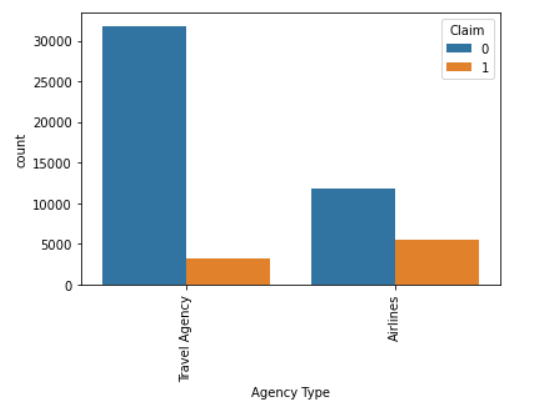 Claim
0
1
30000
25000
20000
15000
10000
5000
0
count
Travel Agency
Airlines
Agency Type